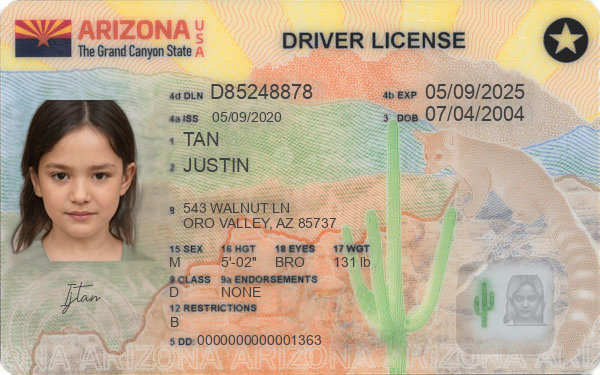 ARIZONA USA
The Grand Canyon State
DRIVER LICENSE
4d DLN D85248878
4b EXP 05/09/2025
4a ISS 05/09/2020
3 DOB 07/04/2004
1 TAN
2 JUSTIN
8 543 WALNUT LN
ORO VALLEY, AZ 85737
15 SEX 16 HGT 18 EYES 17 WGT
M 5'-02" BRO 131 lb
9 CLASS 9a ENDORSEMENTS
D NONE
12 RESTRICTIONS
B
5 DD: 0000000000001363
Tjtan
ARIZONA ARIZONA ARIZONA ARIZONA